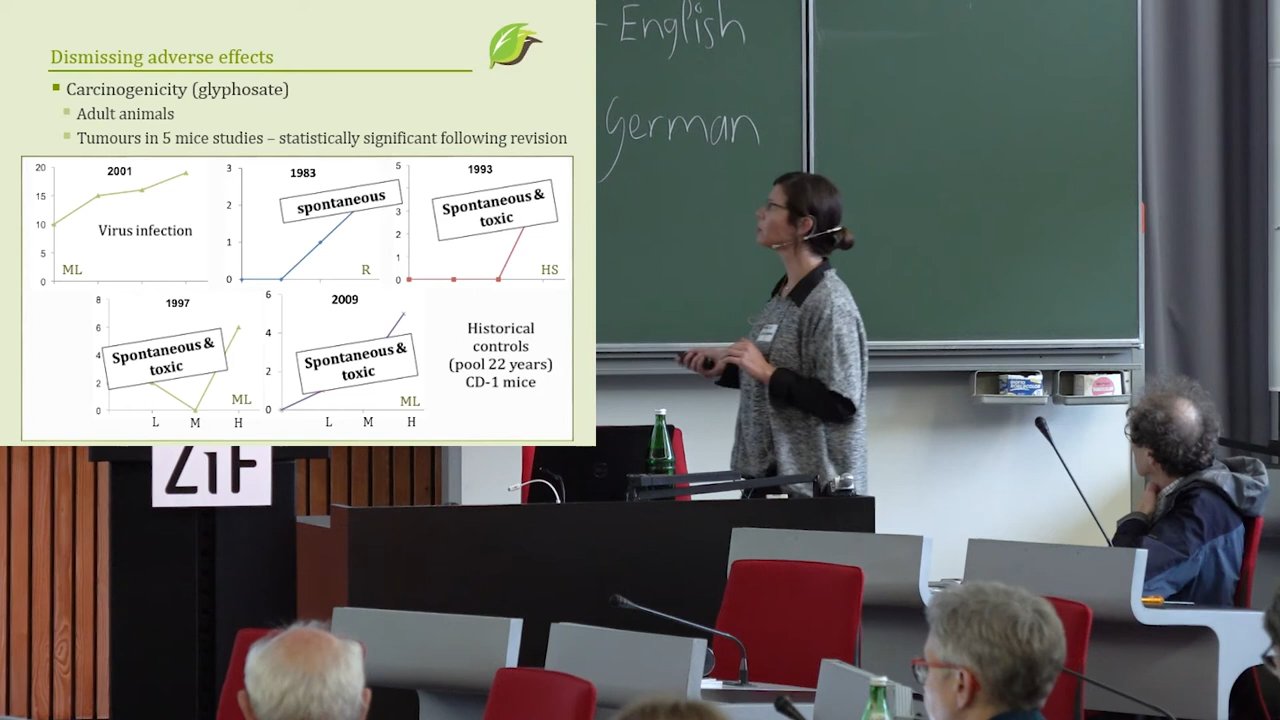 Dismissing adverse effects
Carcinogenicity (glyphosate)
Adult animals
Tumours in 5 mice studies – statistically significant following revision
20
15
10
5
0
2001
Virus infection
ML
3
2
1
0
1983
spontaneous
R
5
4
3
2
1
0
1993
Spontaneous &
toxic
HS
8
6
4
2
0
1997
Spontaneous &
toxic
ML
L M H
6
4
2
0
2009
Spontaneous &
toxic
ML
L M H
Historical
controls
(pool 22 years)
CD-1 mice
- English
German
ZiF